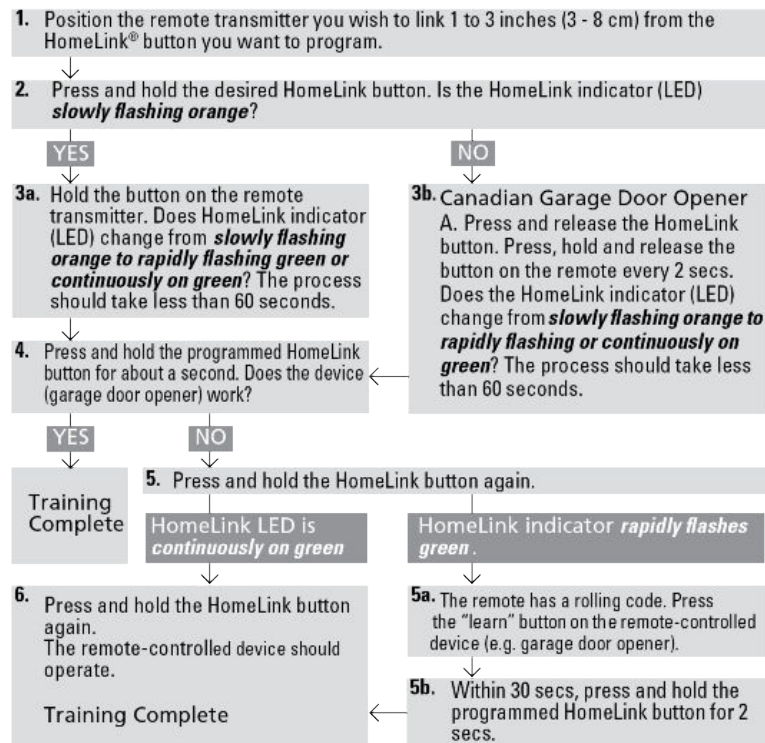 1. Position the remote transmitter you wish to link 1 to 3 inches (3 - 8 cm) from the
HomeLink® button you want to program.
2. Press and hold the desired HomeLink button. Is the HomeLink indicator (LED)
slowly flashing orange?
YES
NO
3a. Hold the button on the remote
transmitter. Does HomeLink indicator
(LED) change from slowly flashing
orange to rapidly flashing green or
continuously on green? The process
should take less than 60 seconds.
3b. Canadian Garage Door Opener
A. Press and release the HomeLink
button. Press, hold and release the
button on the remote every 2 secs.
Does the HomeLink indicator (LED)
change from slowly flashing orange to
rapidly flashing or continuously on
green? The process should take less
than 60 seconds.
4. Press and hold the programmed HomeLink
button for about a second. Does the device
(garage door opener) work?
YES
NO
Training
Complete
5. Press and hold the HomeLink button again.
HomeLink LED is
continuously on green
HomeLink indicator rapidly flashes
green.
6. Press and hold the HomeLink button
again.
The remote-controlled device should
operate.
Training Complete
5a. The remote has a rolling code. Press
the “learn” button on the remote-controlled
device (e.g. garage door opener).
5b. Within 30 secs, press and hold the
programmed HomeLink button for 2
secs.